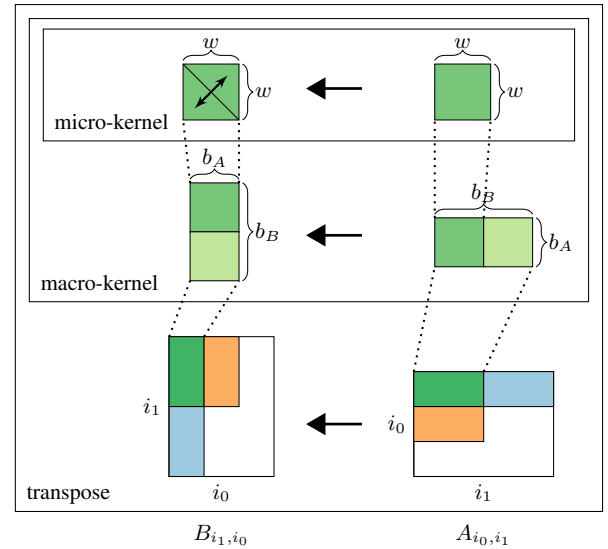 w w
w w
micro-kernel
b_A b_B
b_B b_A
macro-kernel
i_1 i_0
transpose
i_0 i_1
B_{i_1,i_0} A_{i_0,i_1}